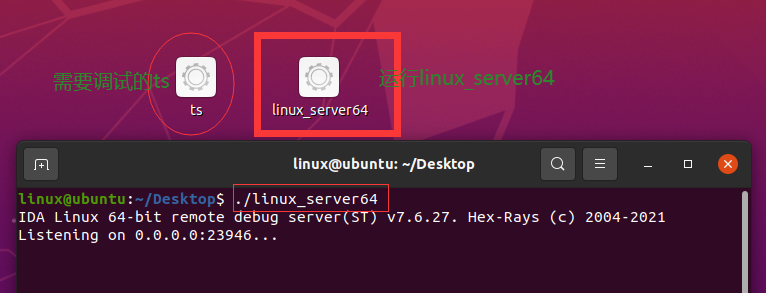 需要调试的ts
运行linux_server64
ts
linux_server64
linux@ubuntu: ~/Desktop
linux@ubuntu:~/Desktop$ ./linux_server64
IDA Linux 64-bit remote debug server(ST) v7.6.27. Hex-Rays (c) 2004-2021
Listening on 0.0.0.0:23946...